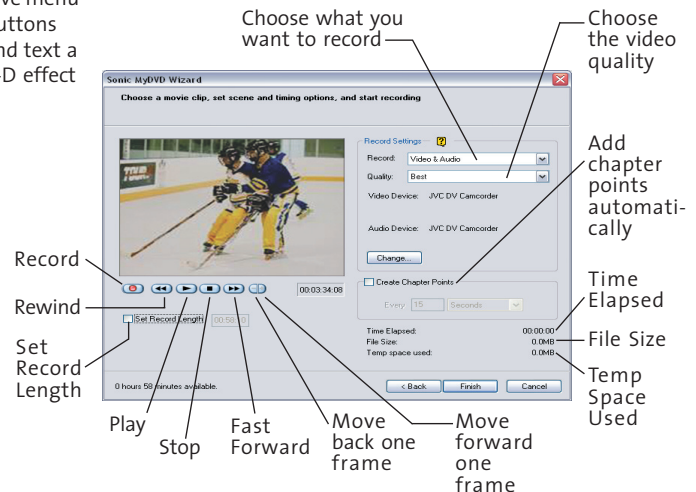 ve menu
uttons
nd text a
-D effect
Choose what you
want to record
Choose
the video
quality
Sonic MyDVD Wizard
Choose a movie clip, set scene and timing options, and start recording
TOUR
Record Settings
?
Record: Video & Audio
Quality: Best
Video Device: JVC DV Camcorder
Audio Device: JVC DV Camcorder
Change...
Add
chapter
points
automati-
cally
Record
Rewind
Set
Record
Length
00:03:34:08
Set Record Length 00:58:10
Create Chapter Points
Every 15 Seconds
Time Elapsed: 00:00:00
File Size: 0.0MB
Temp space used: 0.0MB
0 hours 58 minutes available.
< Back Finish Cancel
Time
Elapsed
File Size
Temp
Space
Used
Play
Stop
Fast
Forward
Move
back one
frame
Move
forward
one
frame